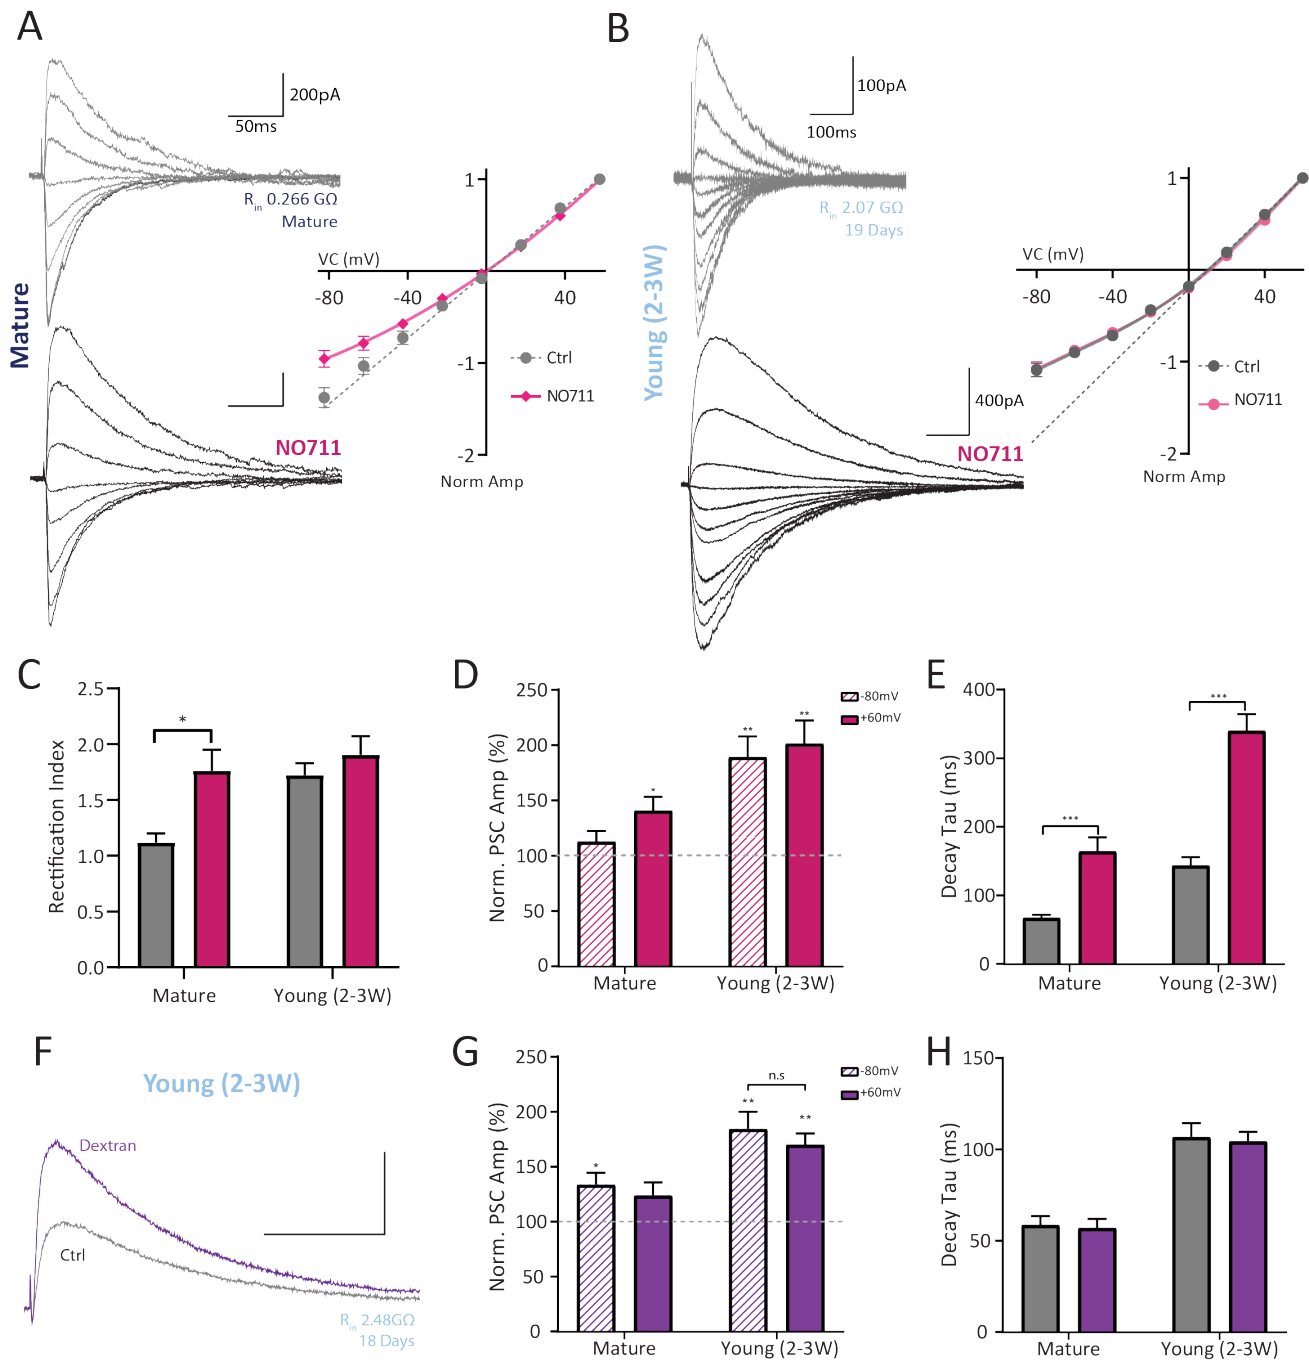 A
200pA
50ms
R in 0.266 GΩ
Mature
Mature
VC (mV)
1
-80
-40
40
-1
-2
Ctrl
NO711
NO711
Norm Amp
B
100pA
100ms
R in 2.07 GΩ
19 Days
Young (2-3W)
VC (mV)
1
-80
-40
40
-1
-2
Ctrl
NO711
400pA
NO711
Norm Amp
C
Rectification Index
2.5
2.0
1.5
1.0
0.5
0.0
*
Mature
Young (2-3W)
D
Norm. PSC Amp (%)
250
200
150
100
50
0
-80mV
+60mV
*
**
**
Mature
Young (2-3W)
E
Decay Tau (ms)
400
300
200
100
0
***
***
Mature
Young (2-3W)
F
Young (2-3W)
Dextran
Ctrl
R in 2.48GΩ
18 Days
G
Norm. PSC Amp (%)
250
200
150
100
50
0
-80mV
+60mV
n.s
*
**
**
Mature
Young (2-3W)
H
Decay Tau (ms)
150
100
50
0
Mature
Young (2-3W)